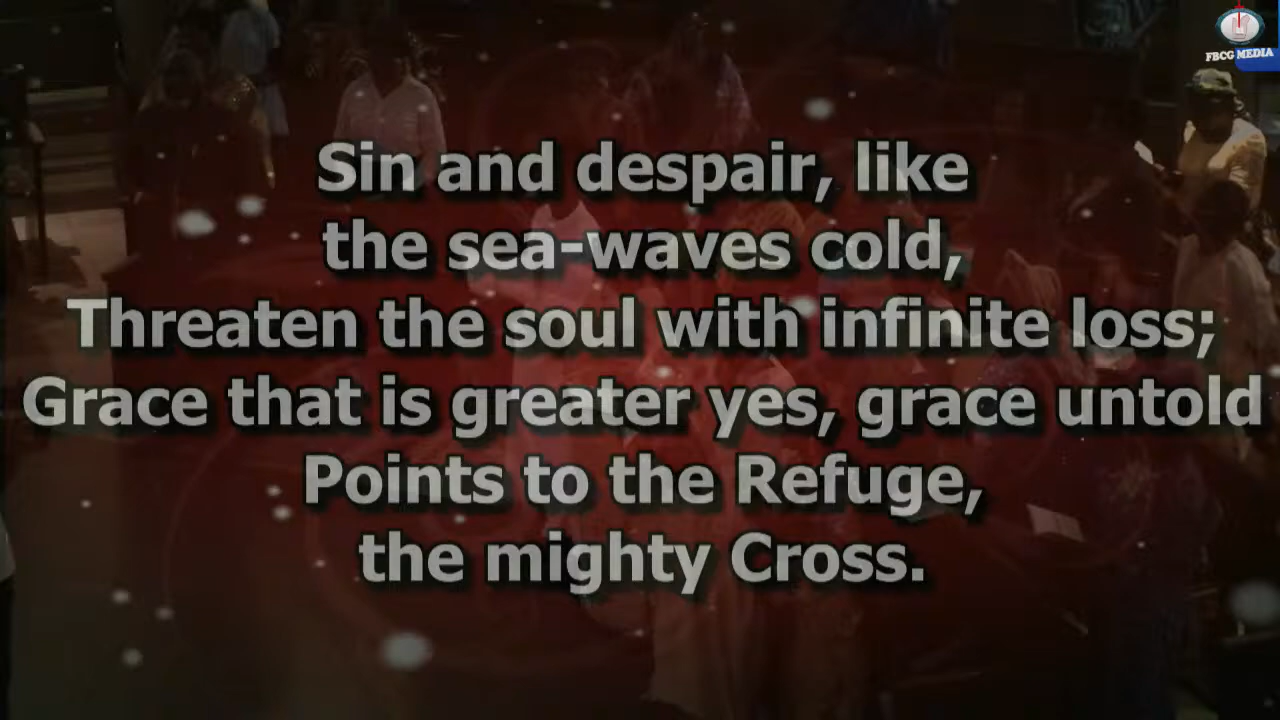 FBCG MEDIA
Sin and despair, like
the sea-waves cold,
Threaten the soul with infinite loss;
Grace that is greater yes, grace untold
Points to the Refuge,
the mighty Cross.